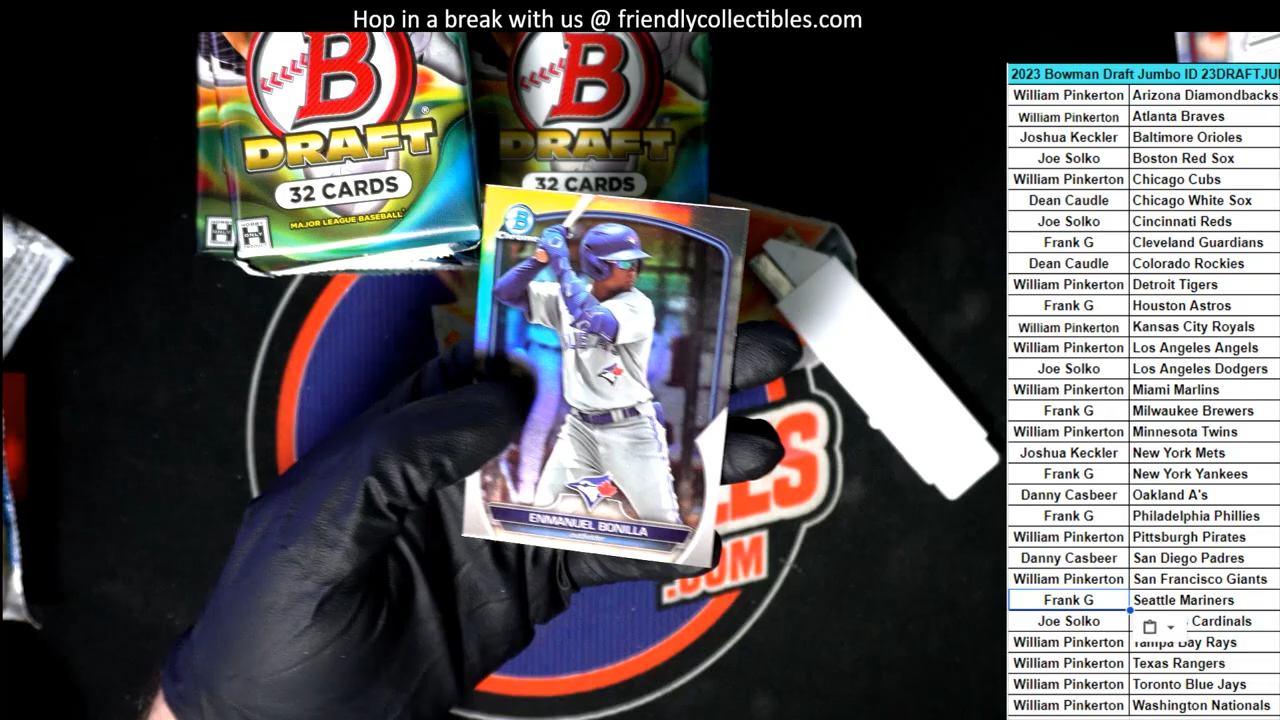 Hop in a break with us @ friendlycollectibles.com
B
DRAFT
®
32 CARDS
MAJOR LEAGUE BASEBALL®
HOBBY
ONLY
H
B
DRAFT
32 CARDS
B
ENMANUEL BONILLA
LES
.COM
2023 Bowman Draft Jumbo ID 23DRAFTJU
William Pinkerton Arizona Diamondbacks
William Pinkerton Atlanta Braves
Joshua Keckler Baltimore Orioles
Joe Solko Boston Red Sox
William Pinkerton Chicago Cubs
Dean Caudle Chicago White Sox
Joe Solko Cincinnati Reds
Frank G Cleveland Guardians
Dean Caudle Colorado Rockies
William Pinkerton Detroit Tigers
Frank G Houston Astros
William Pinkerton Kansas City Royals
William Pinkerton Los Angeles Angels
Joe Solko Los Angeles Dodgers
William Pinkerton Miami Marlins
Frank G Milwaukee Brewers
William Pinkerton Minnesota Twins
Joshua Keckler New York Mets
Frank G New York Yankees
Danny Casbeer Oakland A's
Frank G Philadelphia Phillies
William Pinkerton Pittsburgh Pirates
Danny Casbeer San Diego Padres
William Pinkerton San Francisco Giants
Frank G Seattle Mariners
Joe Solko Cardinals
William Pinkerton Tampa Bay Rays
William Pinkerton Texas Rangers
William Pinkerton Toronto Blue Jays
William Pinkerton Washington Nationals